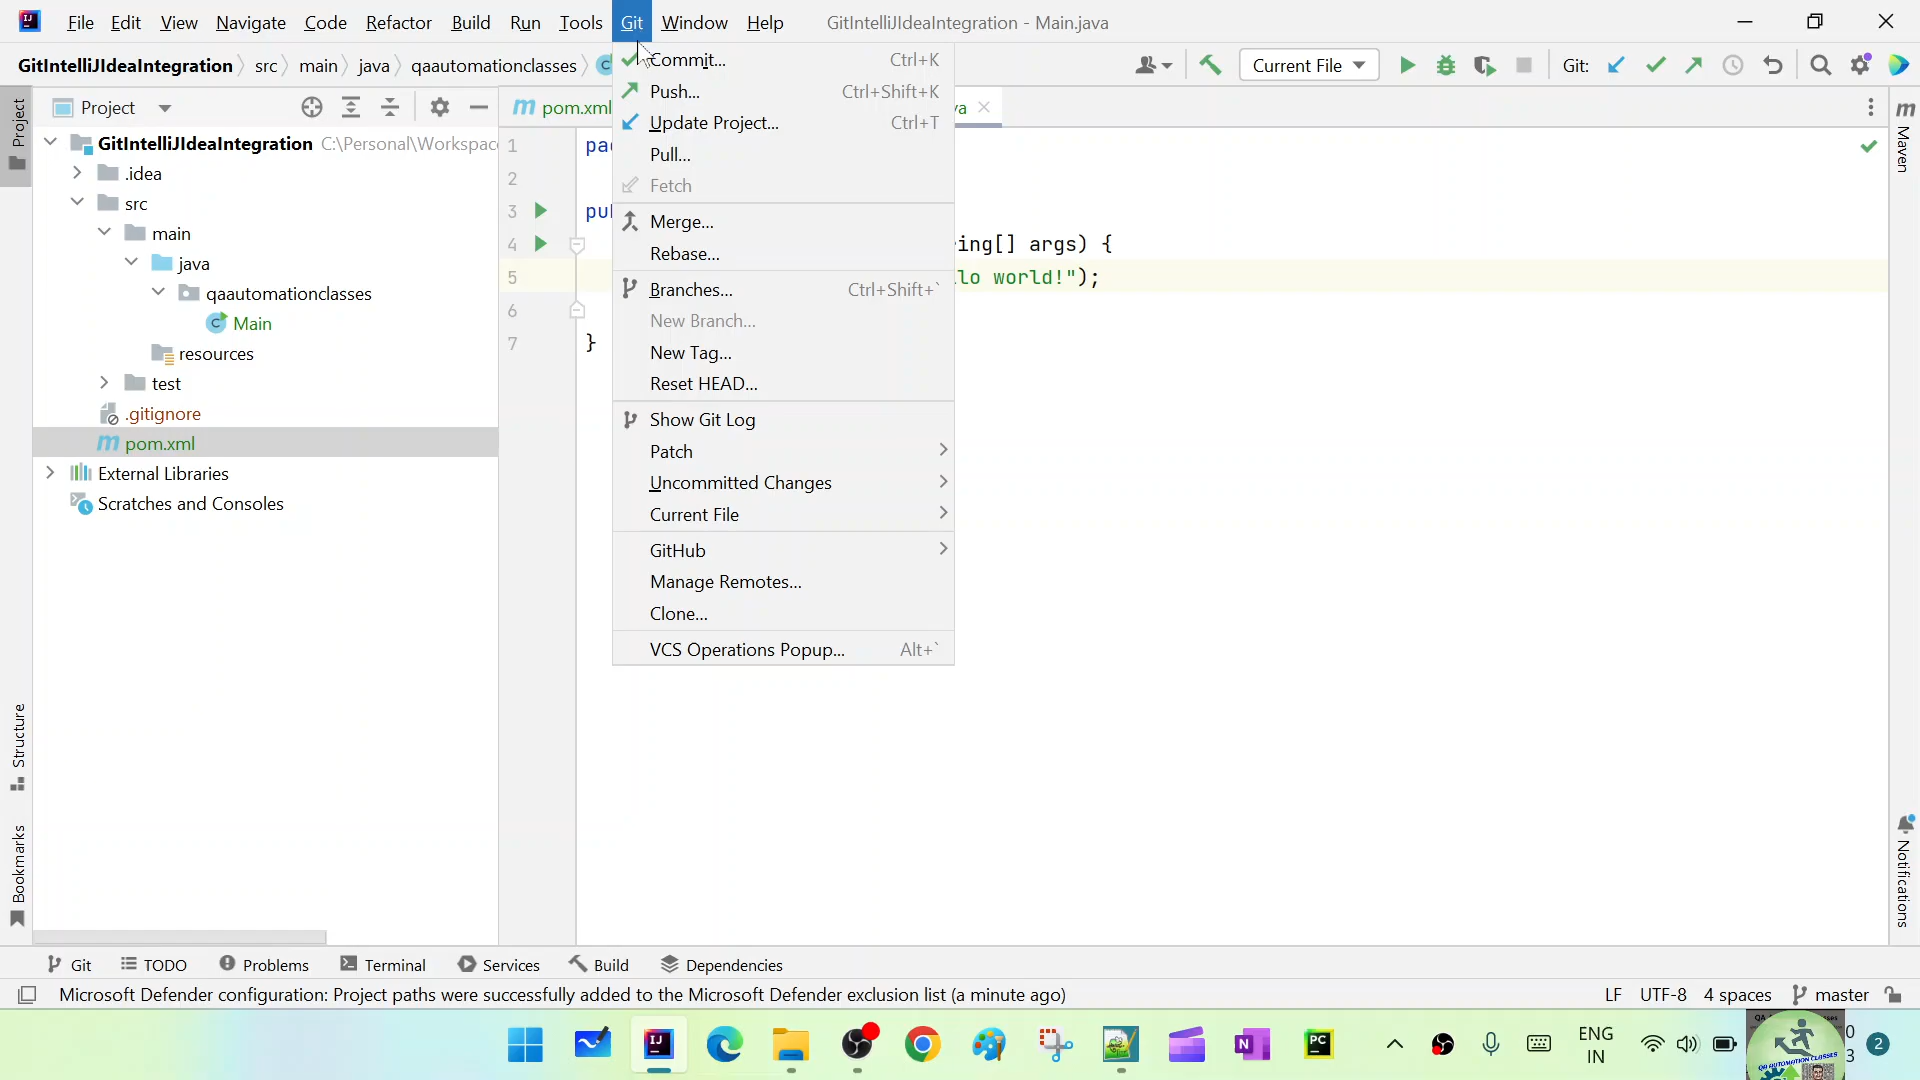 File Edit View Navigate Code Refactor Build Run Tools Git Window Help GitIntelliJIdeaIntegration - Main.java
GitIntelliJIdeaIntegration src main java qaautomationclasses Current File Git:
Project
pom.xml
Commit... Ctrl+K
Push... Ctrl+Shift+K
Update Project... Ctrl+T
Pull...
Fetch
Merge...
Rebase...
Branches... Ctrl+Shift+`
New Branch...
New Tag...
Reset HEAD...
Show Git Log
Patch
Uncommitted Changes
Current File
GitHub
Manage Remotes...
Clone...
VCS Operations Popup... Alt+`
GitIntelliJIdeaIntegration C:\Personal\Workspac
.idea
src
main
java
qaautomationclasses
Main
resources
test
.gitignore
pom.xml
External Libraries
Scratches and Consoles
1
2
3
4 ing[] args) {
5 lo world!");
6
7 }
Project
Structure
Bookmarks
Maven
Notifications
Git TODO Problems Terminal Services Build Dependencies
Microsoft Defender configuration: Project paths were successfully added to the Microsoft Defender exclusion list (a minute ago) LF UTF-8 4 spaces master
ENG
IN
2